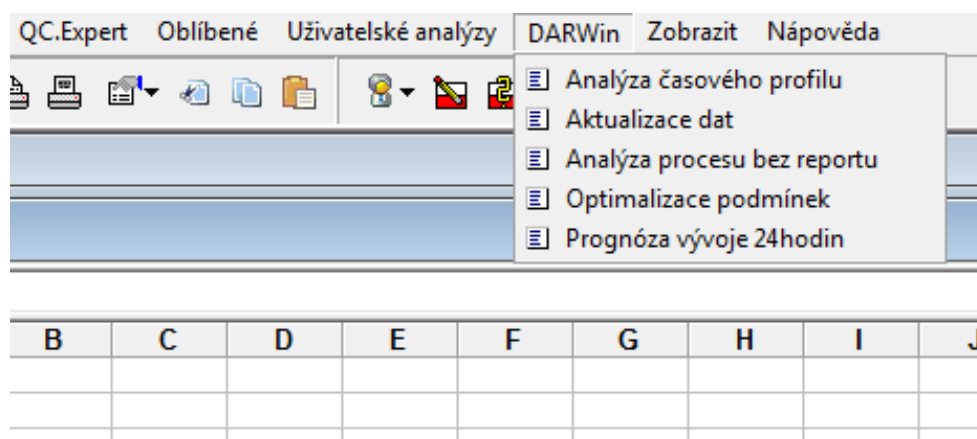 QC.Expert Oblíbené Uživatelské analýzy DARWin Zobrazit Nápověda
Analýza časového profilu
Aktualizace dat
Analýza procesu bez reportu
Optimalizace podmínek
Prognóza vývoje 24hodin
B C D E F G H I J